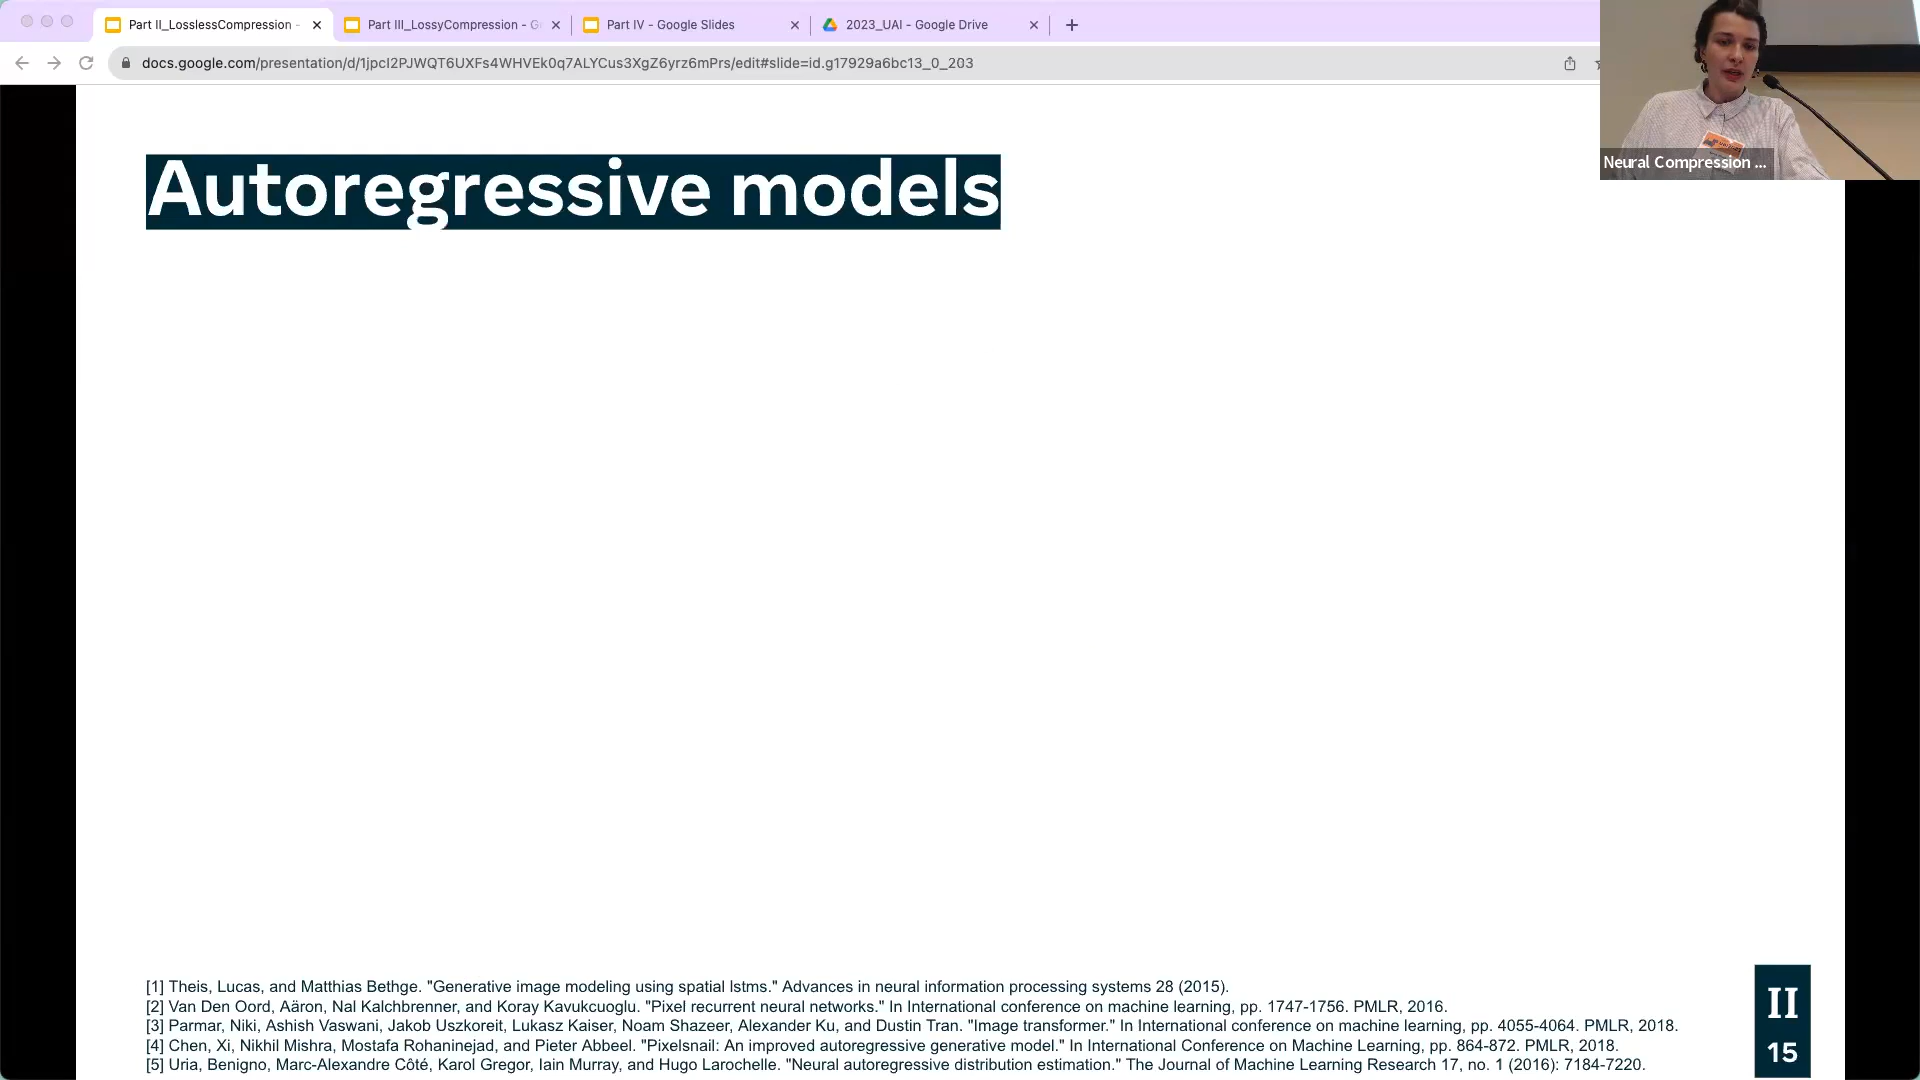 Part II_LosslessCompression -
Part III_LossyCompression - G
Part IV - Google Slides
2023_UAI - Google Drive
docs.google.com/presentation/d/1jpcI2PJWQT6UXFs4WHVEk0q7ALYCus3XgZ6yrz6mPrs/edit#slide=id.g17929a6bc13_0_203
Neural Compression ...
Autoregressive models
[1] Theis, Lucas, and Matthias Bethge. "Generative image modeling using spatial lstms." Advances in neural information processing systems 28 (2015).
[2] Van Den Oord, Aäron, Nal Kalchbrenner, and Koray Kavukcuoglu. "Pixel recurrent neural networks." In International conference on machine learning, pp. 1747-1756. PMLR, 2016.
[3] Parmar, Niki, Ashish Vaswani, Jakob Uszkoreit, Lukasz Kaiser, Noam Shazeer, Alexander Ku, and Dustin Tran. "Image transformer." In International conference on machine learning, pp. 4055-4064. PMLR, 2018.
[4] Chen, Xi, Nikhil Mishra, Mostafa Rohaninejad, and Pieter Abbeel. "Pixelsnail: An improved autoregressive generative model." In International Conference on Machine Learning, pp. 864-872. PMLR, 2018.
[5] Uria, Benigno, Marc-Alexandre Côté, Karol Gregor, Iain Murray, and Hugo Larochelle. "Neural autoregressive distribution estimation." The Journal of Machine Learning Research 17, no. 1 (2016): 7184-7220.
II
15